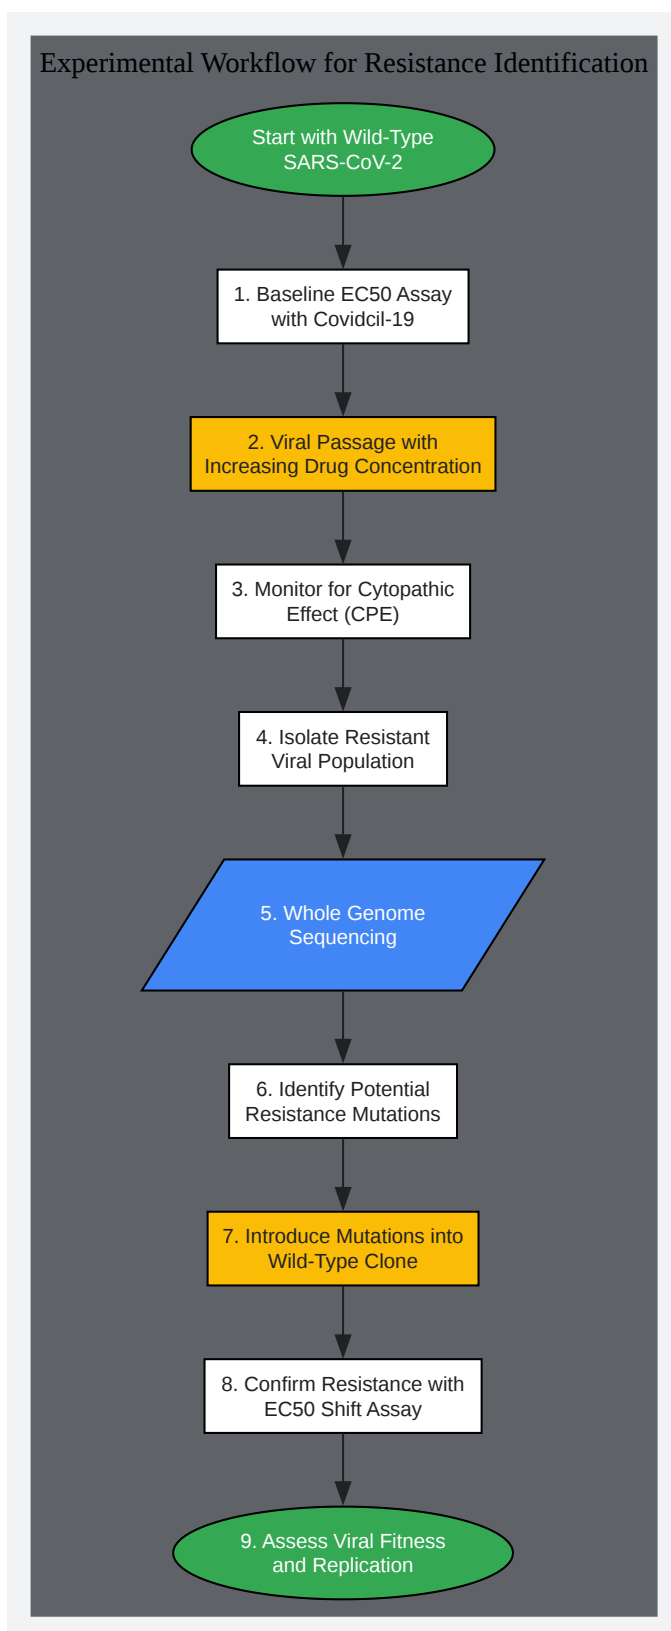 Experimental Workflow for Resistance Identification
Start with Wild-Type
SARS-CoV-2
1. Baseline EC50 Assay
with Covidcil-19
2. Viral Passage with
Increasing Drug Concentration
3. Monitor for Cytopathic
Effect (CPE)
4. Isolate Resistant
Viral Population
5. Whole Genome
Sequencing
6. Identify Potential
Resistance Mutations
7. Introduce Mutations into
Wild-Type Clone
8. Confirm Resistance with
EC50 Shift Assay
9. Assess Viral Fitness
and Replication